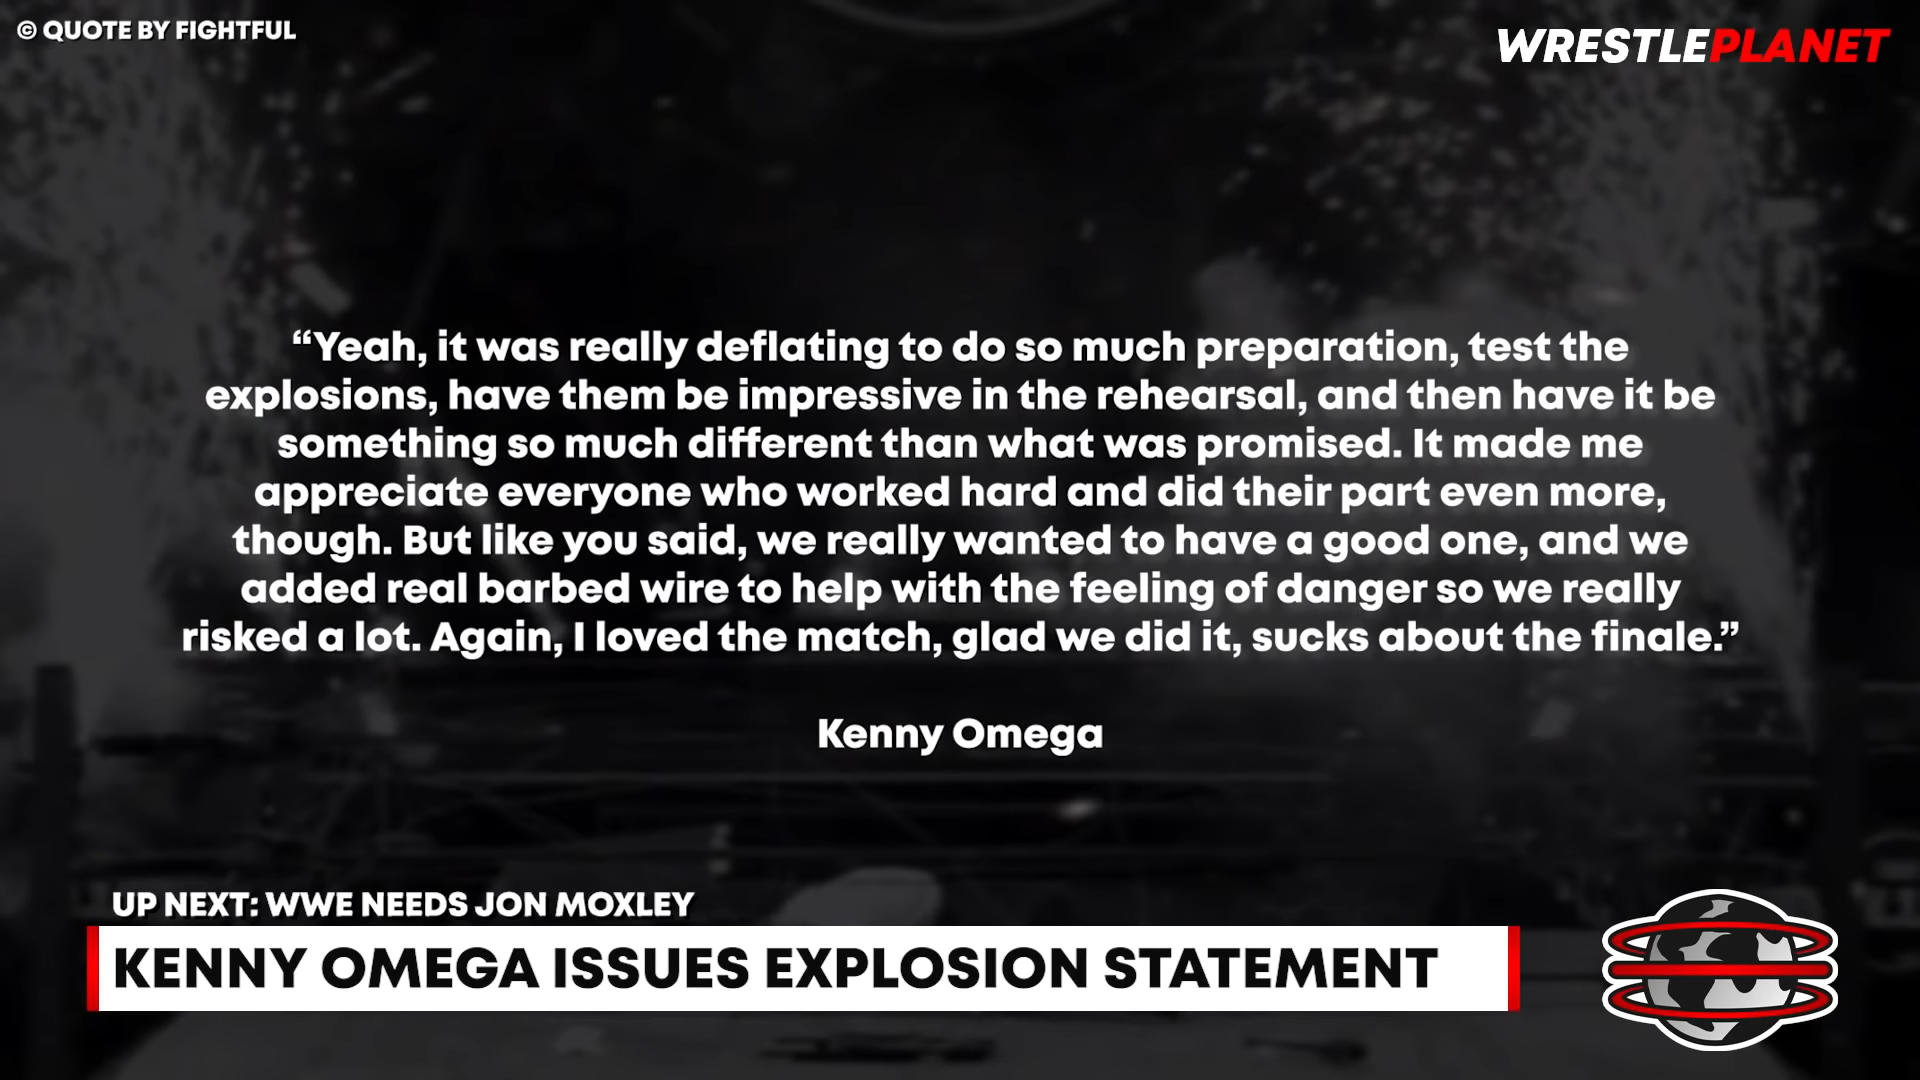 © QUOTE BY FIGHTFUL
WRESTLEPLANET
“Yeah, it was really deflating to do so much preparation, test the
explosions, have them be impressive in the rehearsal, and then have it be
something so much different than what was promised. It made me
appreciate everyone who worked hard and did their part even more,
though. But like you said, we really wanted to have a good one, and we
added real barbed wire to help with the feeling of danger so we really
risked a lot. Again, I loved the match, glad we did it, sucks about the finale.”
Kenny Omega
UP NEXT: WWE NEEDS JON MOXLEY
KENNY OMEGA ISSUES EXPLOSION STATEMENT